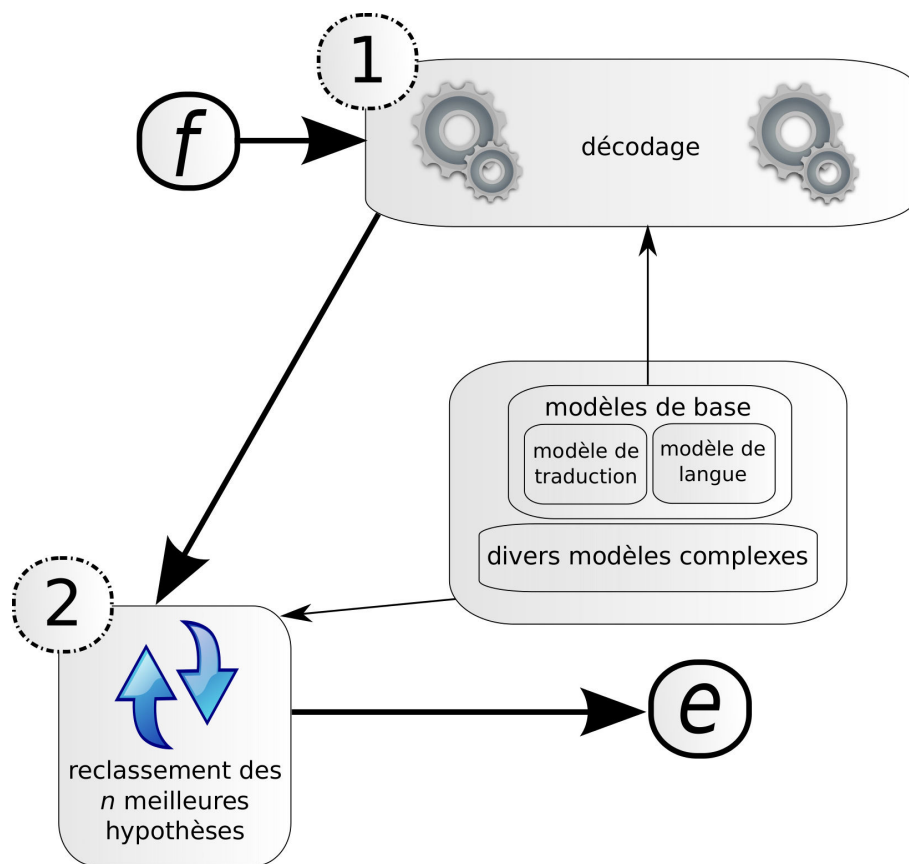 1
f
décodage
modèles de base
modèle de
traduction
modèle de
langue
divers modèles complexes
2
reclassement des
n meilleures
hypothèses
e